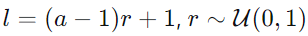 l = (a − 1)r + 1, r ∼ 𝒰(0, 1)